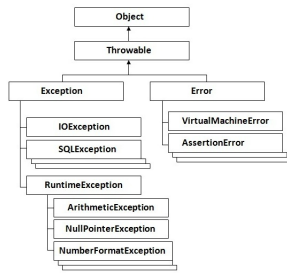 Object
Throwable
Exception
Error
IOException
SQLException
RuntimeException
ArithmeticException
NullPointerException
NumberFormatException
VirtualMachineError
AssertionError